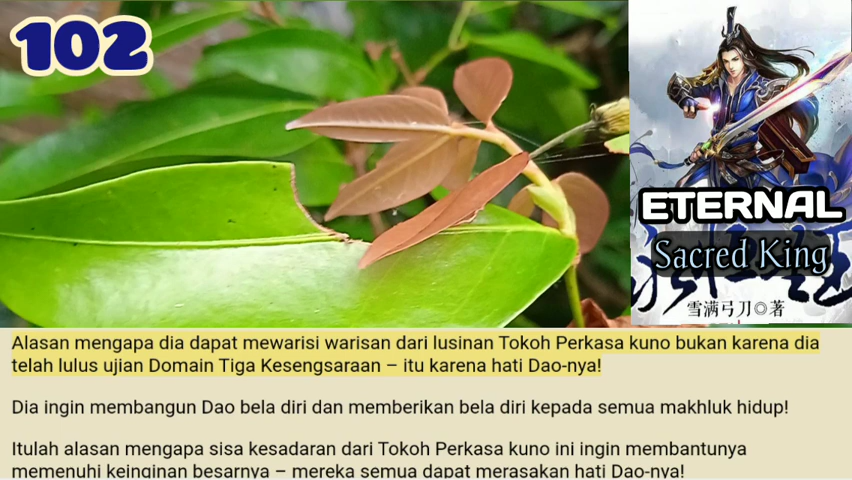 102
ETERNAL
Sacred King
雪满弓刀◎著
Alasan mengapa dia dapat mewarisi warisan dari lusinan Tokoh Perkasa kuno bukan karena dia
telah lulus ujian Domain Tiga Kesengsaraan – itu karena hati Dao-nya!
Dia ingin membangun Dao bela diri dan memberikan bela diri kepada semua makhluk hidup!
Itulah alasan mengapa sisa kesadaran dari Tokoh Perkasa kuno ini ingin membantunya
memenuhi keinginan besarnya – mereka semua dapat merasakan hati Dao-nya!